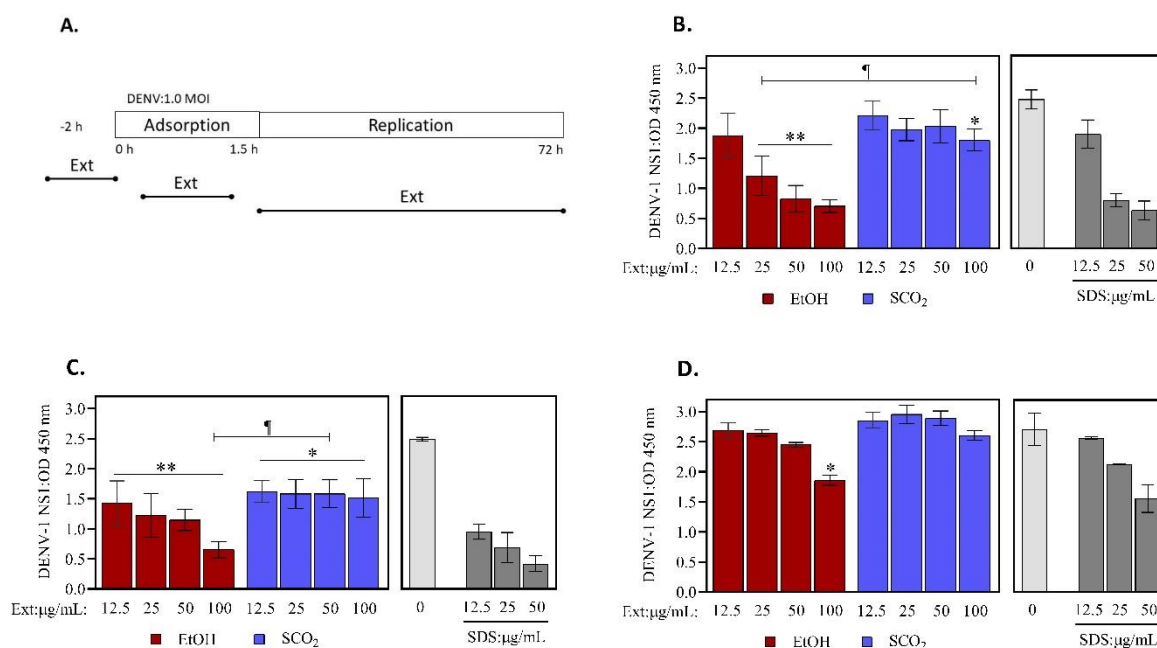 A.
DENV:1.0 MOI
-2 h
Adsorption
Replication
0 h
1.5 h
72 h
Ext
Ext
Ext
B.
DENV-1 NS1:OD 450 nm
3.0
2.5
2.0
1.5
1.0
0.5
0.0
¶
**
*
Ext:µg/mL: 12.5 25 50 100 12.5 25 50 100
0 12.5 25 50
SDS:µg/mL
EtOH SCO₂
C.
DENV-1 NS1:OD 450 nm
3.0
2.5
2.0
1.5
1.0
0.5
0.0
¶
**
*
Ext:µg/mL: 12.5 25 50 100 12.5 25 50 100
0 12.5 25 50
SDS:µg/mL
EtOH SCO₂
D.
DENV-1 NS1:OD 450 nm
3.0
2.5
2.0
1.5
1.0
0.5
0.0
*
Ext:µg/mL: 12.5 25 50 100 12.5 25 50 100
0 12.5 25 50
SDS:µg/mL
EtOH SCO₂